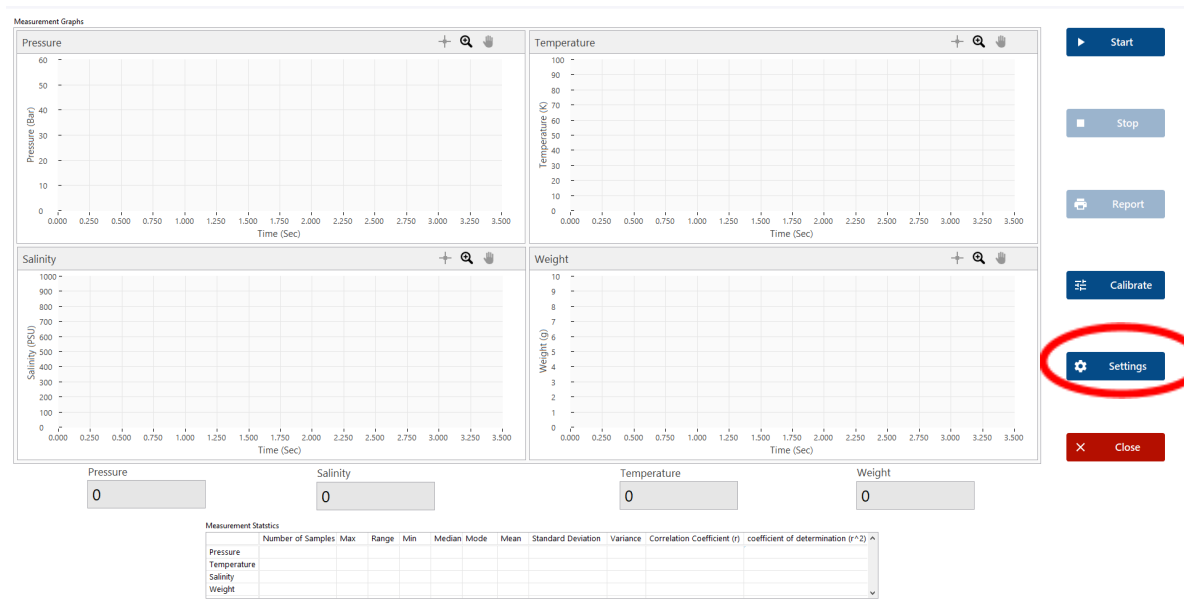 Measurement Graphs
Pressure
60
50
40
30
20
10
0
Pressure (Bar)
0.000 0.250 0.500 0.750 1.000 1.250 1.500 1.750 2.000 2.250 2.500 2.750 3.000 3.250 3.500
Time (Sec)
Temperature
100
90
80
70
60
50
40
30
20
10
0
Temperature (K)
0.000 0.250 0.500 0.750 1.000 1.250 1.500 1.750 2.000 2.250 2.500 2.750 3.000 3.250 3.500
Time (Sec)
Salinity
1000
900
800
700
600
500
400
300
200
100
0
Salinity (PSU)
0.000 0.250 0.500 0.750 1.000 1.250 1.500 1.750 2.000 2.250 2.500 2.750 3.000 3.250 3.500
Time (Sec)
Weight
10
9
8
7
6
5
4
3
2
1
0
Weight (g)
0.000 0.250 0.500 0.750 1.000 1.250 1.500 1.750 2.000 2.250 2.500 2.750 3.000 3.250 3.500
Time (Sec)
Start
Stop
Report
Calibrate
Settings
Close
Pressure
0
Salinity
0
Temperature
0
Weight
0
Measurement Statstics
Number of Samples Max Range Min Median Mode Mean Standard Deviation Variance Correlation Coefficient (r) coefficient of determination (r^2)
Pressure
Temperature
Salinity
Weight